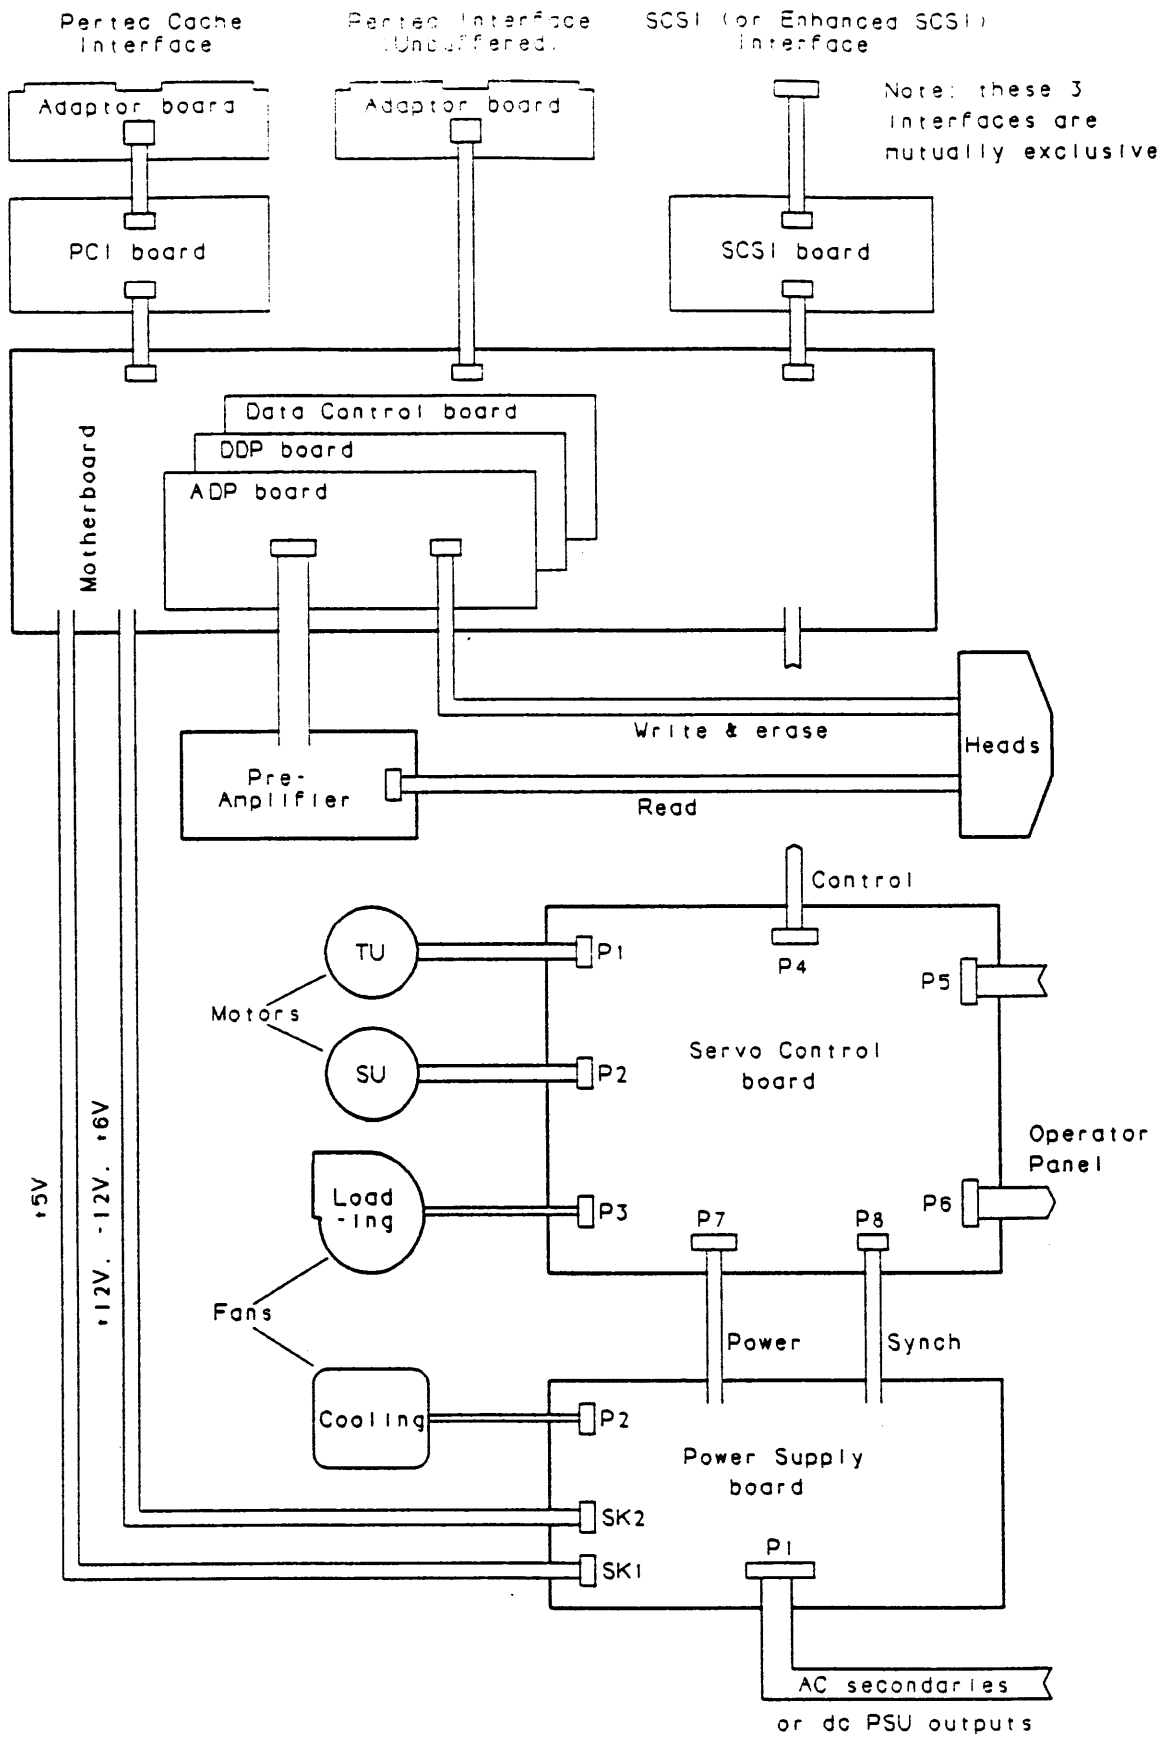 Pertec Cache
Interface
Pertec Interface
(Unbuffered)
SCSI (or Enhanced SCSI)
Interface
Note: these 3
interfaces are
mutually exclusive
Adaptor board
Adaptor board
PCI board
SCSI board
Motherboard
Data Control board
DDP board
ADP board
Write & erase
Heads
Pre-
Amplifier
Read
Control
TU
P1
P4
P5
Motors
Servo Control
board
SU
P2
+5V
+12V. -12V. +6V
Operator
Panel
Load
-ing
P3
P6
P7
P8
Fans
Power
Synch
Cooling
P2
Power Supply
board
SK2
SK1
P1
AC secondaries
or dc PSU outputs